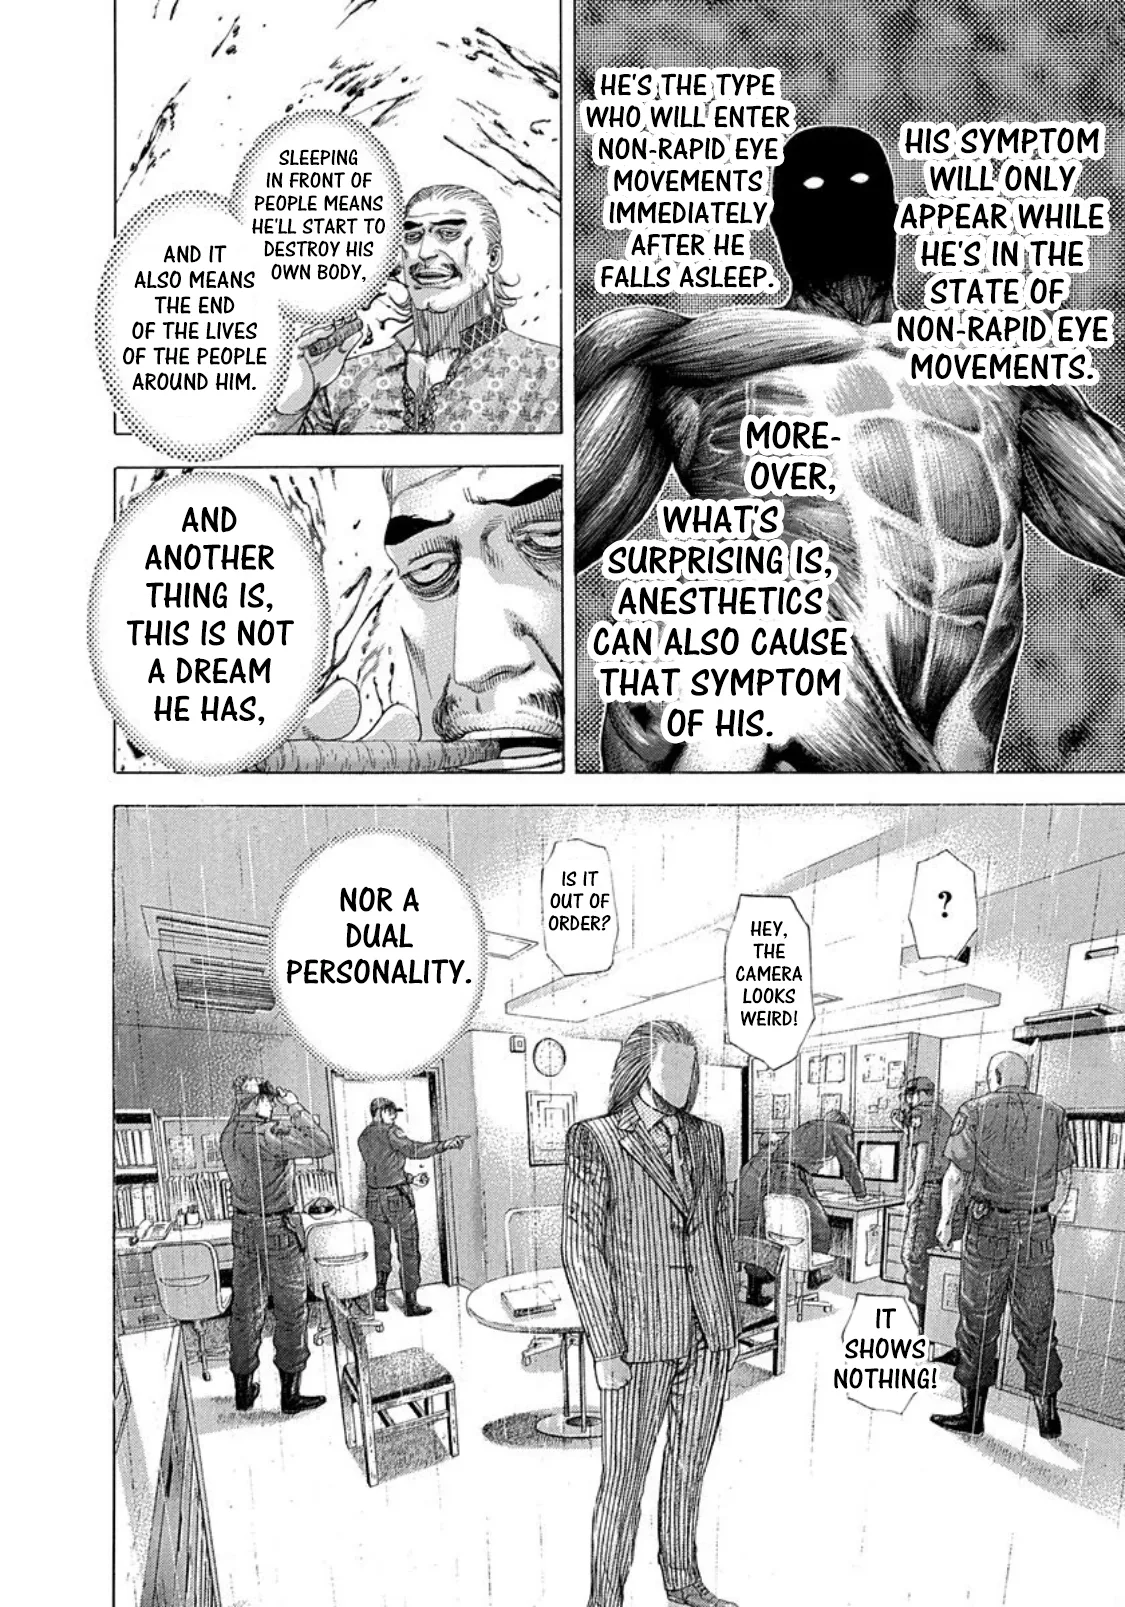 HIS SYMPTOM
WILL ONLY
APPEAR WHILE
HE'S IN THE
STATE OF
NON-RAPID EYE
MOVEMENTS.
HE'S THE TYPE
WHO WILL ENTER
NON-RAPID EYE
MOVEMENTS
IMMEDIATELY
AFTER HE
FALLS ASLEEP.
MORE-
OVER,
WHAT'S
SURPRISING IS,
ANESTHETICS
CAN ALSO CAUSE
THAT SYMPTOM
OF HIS.
SLEEPING
IN FRONT OF
PEOPLE MEANS
HE'LL START TO
DESTROY HIS
OWN BODY,
AND IT
ALSO MEANS
THE END
OF THE LIVES
OF THE PEOPLE
AROUND HIM.
AND
ANOTHER
THING IS,
THIS IS NOT
A DREAM
HE HAS,
?
HEY,
THE
CAMERA
LOOKS
WEIRD!
IS IT
OUT OF
ORDER?
NOR A
DUAL
PERSONALITY.
IT
SHOWS
NOTHING!